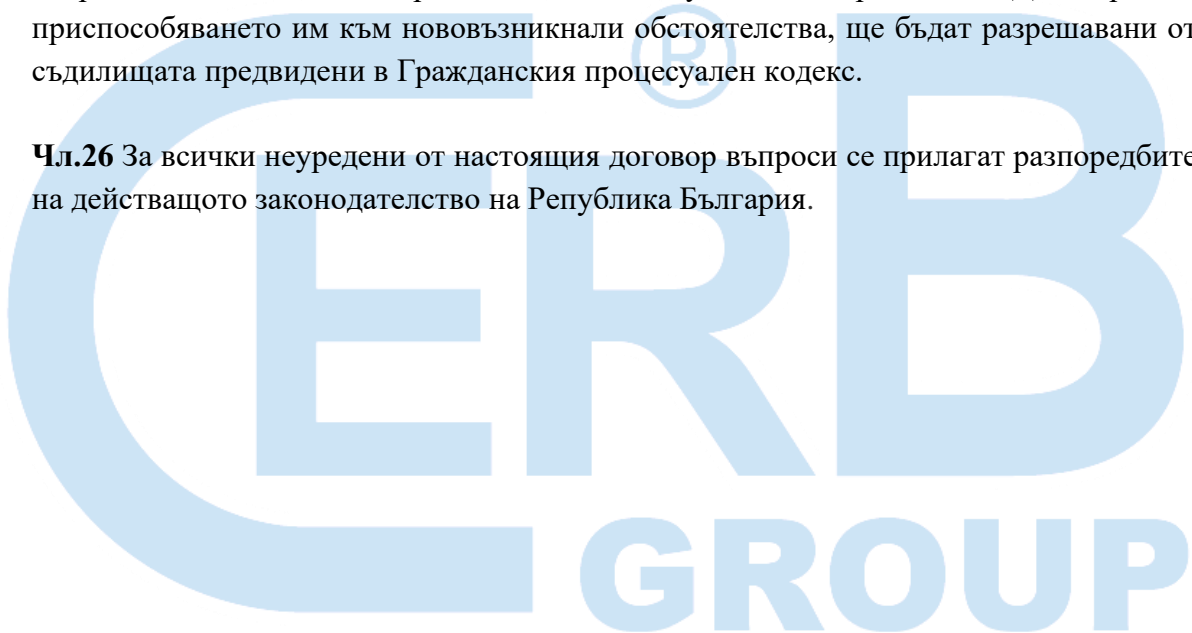 приспособяването им към нововъзникнали обстоятелства, ще бъдат разрешавани от
съдилищата предвидени в Гражданския процесуален кодекс.
Чл.26 За всички неуредени от настоящия договор въпроси се прилагат разпоредбите
на действащото законодателство на Република България.
®
CERB
GROUP